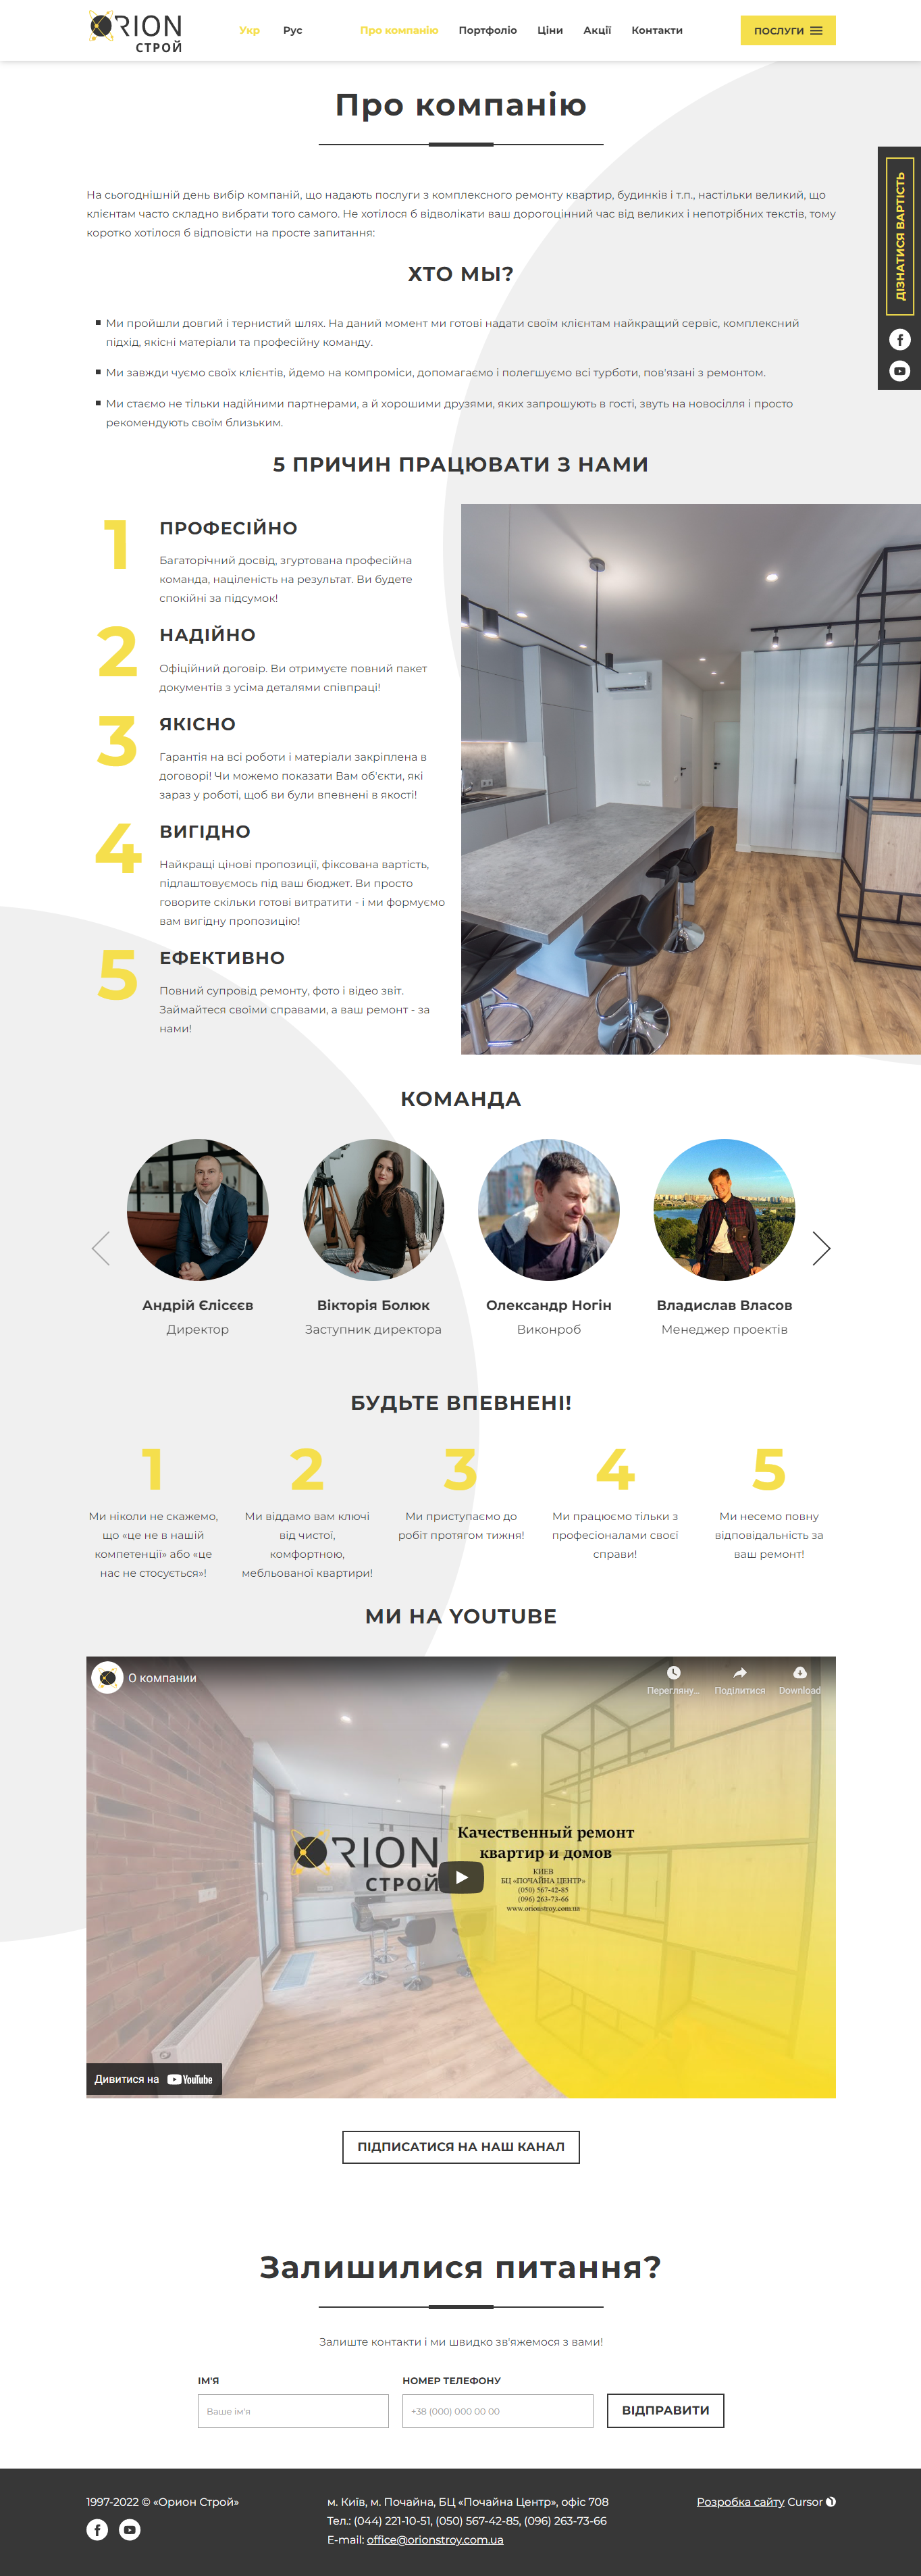 ORION
СТРОЙ
Укр
Рус
Про компанію
Портфоліо
Ціни
Акції
Контакти
ПОСЛУГИ
Про компанію
ДІЗНАТИСЯ ВАРТІСТЬ
На сьогоднішній день вибір компаній, що надають послуги з комплексного ремонту квартир, будинків і т.п., настільки великий, що
клієнтам часто складно вибрати того самого. Не хотілося б відволікати ваш дорогоцінний час від великих і непотрібних текстів, тому
коротко хотілося б відповісти на просте запитання:
ХТО МЫ?
Ми пройшли довгий і тернистий шлях. На даний момент ми готові надати своїм клієнтам найкращий сервіс, комплексний
підхід, якісні матеріали та професійну команду.
Ми завжди чуємо своїх клієнтів, йдемо на компроміси, допомагаємо і полегшуємо всі турботи, пов'язані з ремонтом.
Ми стаємо не тільки надійними партнерами, а й хорошими друзями, яких запрошують в гості, звуть на новосілля і просто
рекомендують своїм близьким.
5 ПРИЧИН ПРАЦЮВАТИ З НАМИ
1
ПРОФЕСІЙНО
Багаторічний досвід, згуртована професійна
команда, націленість на результат. Ви будете
спокійні за підсумок!
2
НАДІЙНО
Офіційний договір. Ви отримуєте повний пакет
документів з усіма деталями співпраці!
3
ЯКІСНО
Гарантія на всі роботи і матеріали закріплена в
договорі! Чи можемо показати Вам об'єкти, які
зараз у роботі, щоб ви були впевнені в якості!
4
ВИГІДНО
Найкращі цінові пропозиції, фіксована вартість,
підлаштовуємось під ваш бюджет. Ви просто
говорите скільки готові витратити - і ми формуємо
вам вигідну пропозицію!
5
ЕФЕКТИВНО
Повний супровід ремонту, фото і відео звіт.
Займайтеся своїми справами, а ваш ремонт - за
нами!
КОМАНДА
Андрій Єлісєєв
Директор
Вікторія Болюк
Заступник директора
Олександр Ногін
Виконроб
Владислав Власов
Менеджер проектів
БУДЬТЕ ВПЕВНЕНІ!
1
Ми ніколи не скажемо,
що «це не в нашій
компетенції» або «це
нас не стосується»!
2
Ми віддамо вам ключі
від чистої,
комфортною,
мебльованої квартири!
3
Ми приступаємо до
робіт протягом тижня!
4
Ми працюємо тільки з
професіоналами своєї
справи!
5
Ми несемо повну
відповідальність за
ваш ремонт!
МИ НА YOUTUBE
О компании
Перегляну...
Поділитися
Download
ORION
СТРОЙ
Качественный ремонт
квартир и домов
КИЕВ
БЦ «ПОЧАЙНА ЦЕНТР»
(050) 567-42-85
(096) 263-73-66
www.orionstroy.com.ua
Дивитися на YouTube
ПІДПИСАТИСЯ НА НАШ КАНАЛ
Залишилися питання?
Залиште контакти і ми швидко зв'яжемося з вами!
ІМ'Я
Ваше ім'я
НОМЕР ТЕЛЕФОНУ
+38 (000) 000 00 00
ВІДПРАВИТИ
1997-2022 © «Орион Строй»
м. Київ, м. Почайна, БЦ «Почайна Центр», офіс 708
Тел.: (044) 221-10-51, (050) 567-42-85, (096) 263-73-66
E-mail: office@orionstroy.com.ua
Розробка сайту Cursor